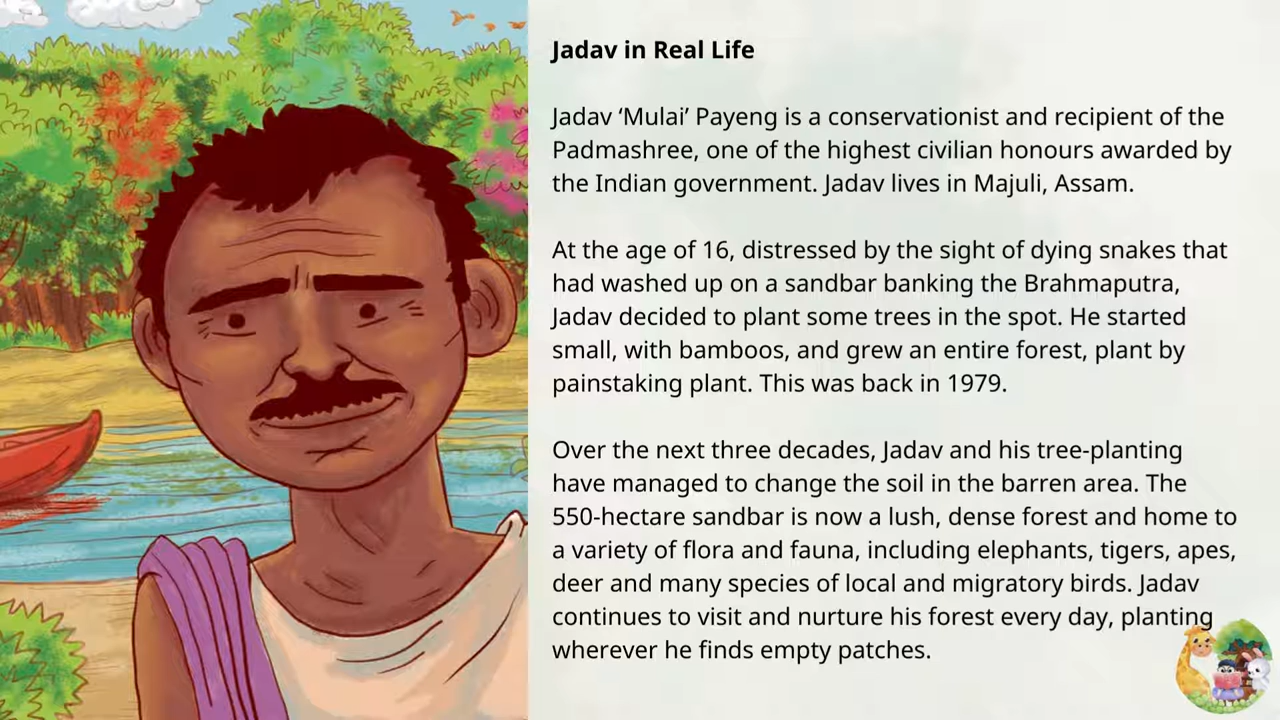 Jadav in Real Life
Jadav ‘Mulai’ Payeng is a conservationist and recipient of the
Padmashree, one of the highest civilian honours awarded by
the Indian government. Jadav lives in Majuli, Assam.
At the age of 16, distressed by the sight of dying snakes that
had washed up on a sandbar banking the Brahmaputra,
Jadav decided to plant some trees in the spot. He started
small, with bamboos, and grew an entire forest, plant by
painstaking plant. This was back in 1979.
Over the next three decades, Jadav and his tree-planting
have managed to change the soil in the barren area. The
550-hectare sandbar is now a lush, dense forest and home to
a variety of flora and fauna, including elephants, tigers, apes,
deer and many species of local and migratory birds. Jadav
continues to visit and nurture his forest every day, planting
wherever he finds empty patches.